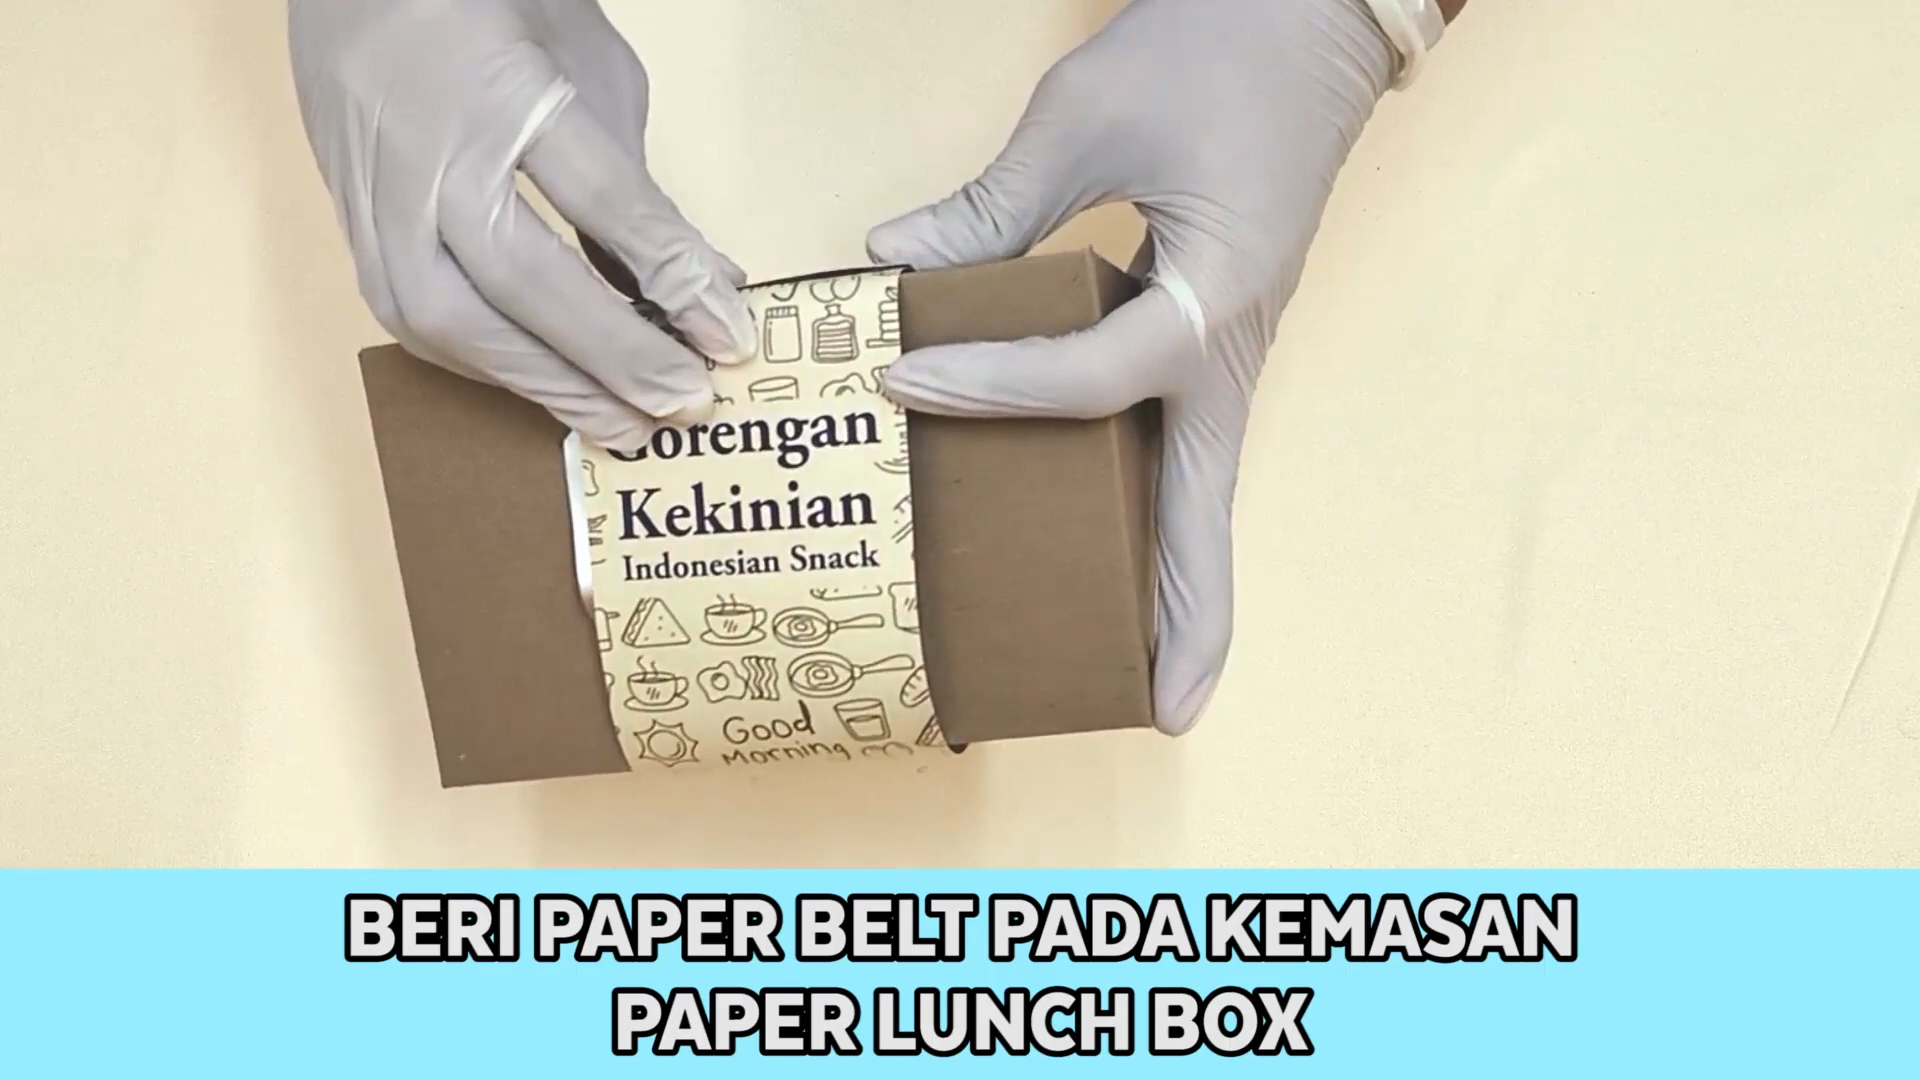 Gorengan
Kekinian
Indonesian Snack
Good
Morning
BERI PAPER BELT PADA KEMASAN
PAPER LUNCH BOX